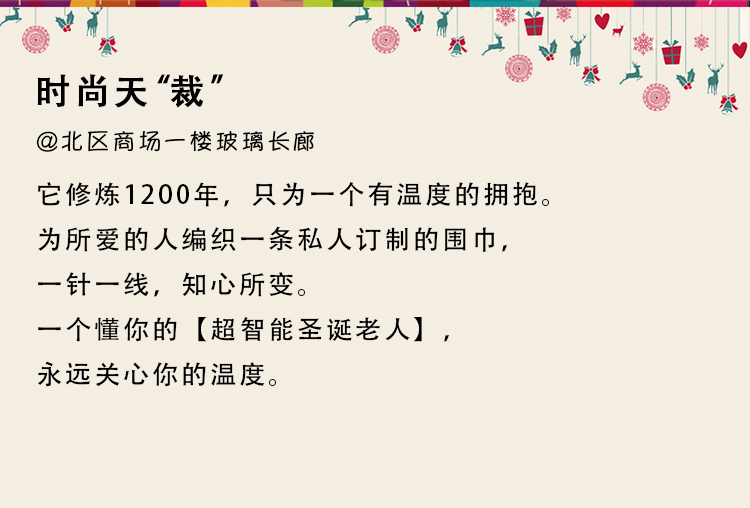 时尚天“裁”
@北区商场一楼玻璃长廊
它修炼1200年，只为一个有温度的拥抱。
为所爱的人编织一条私人订制的围巾，
一针一线，知心所变。
一个懂你的【超智能圣诞老人】，
永远关心你的温度。